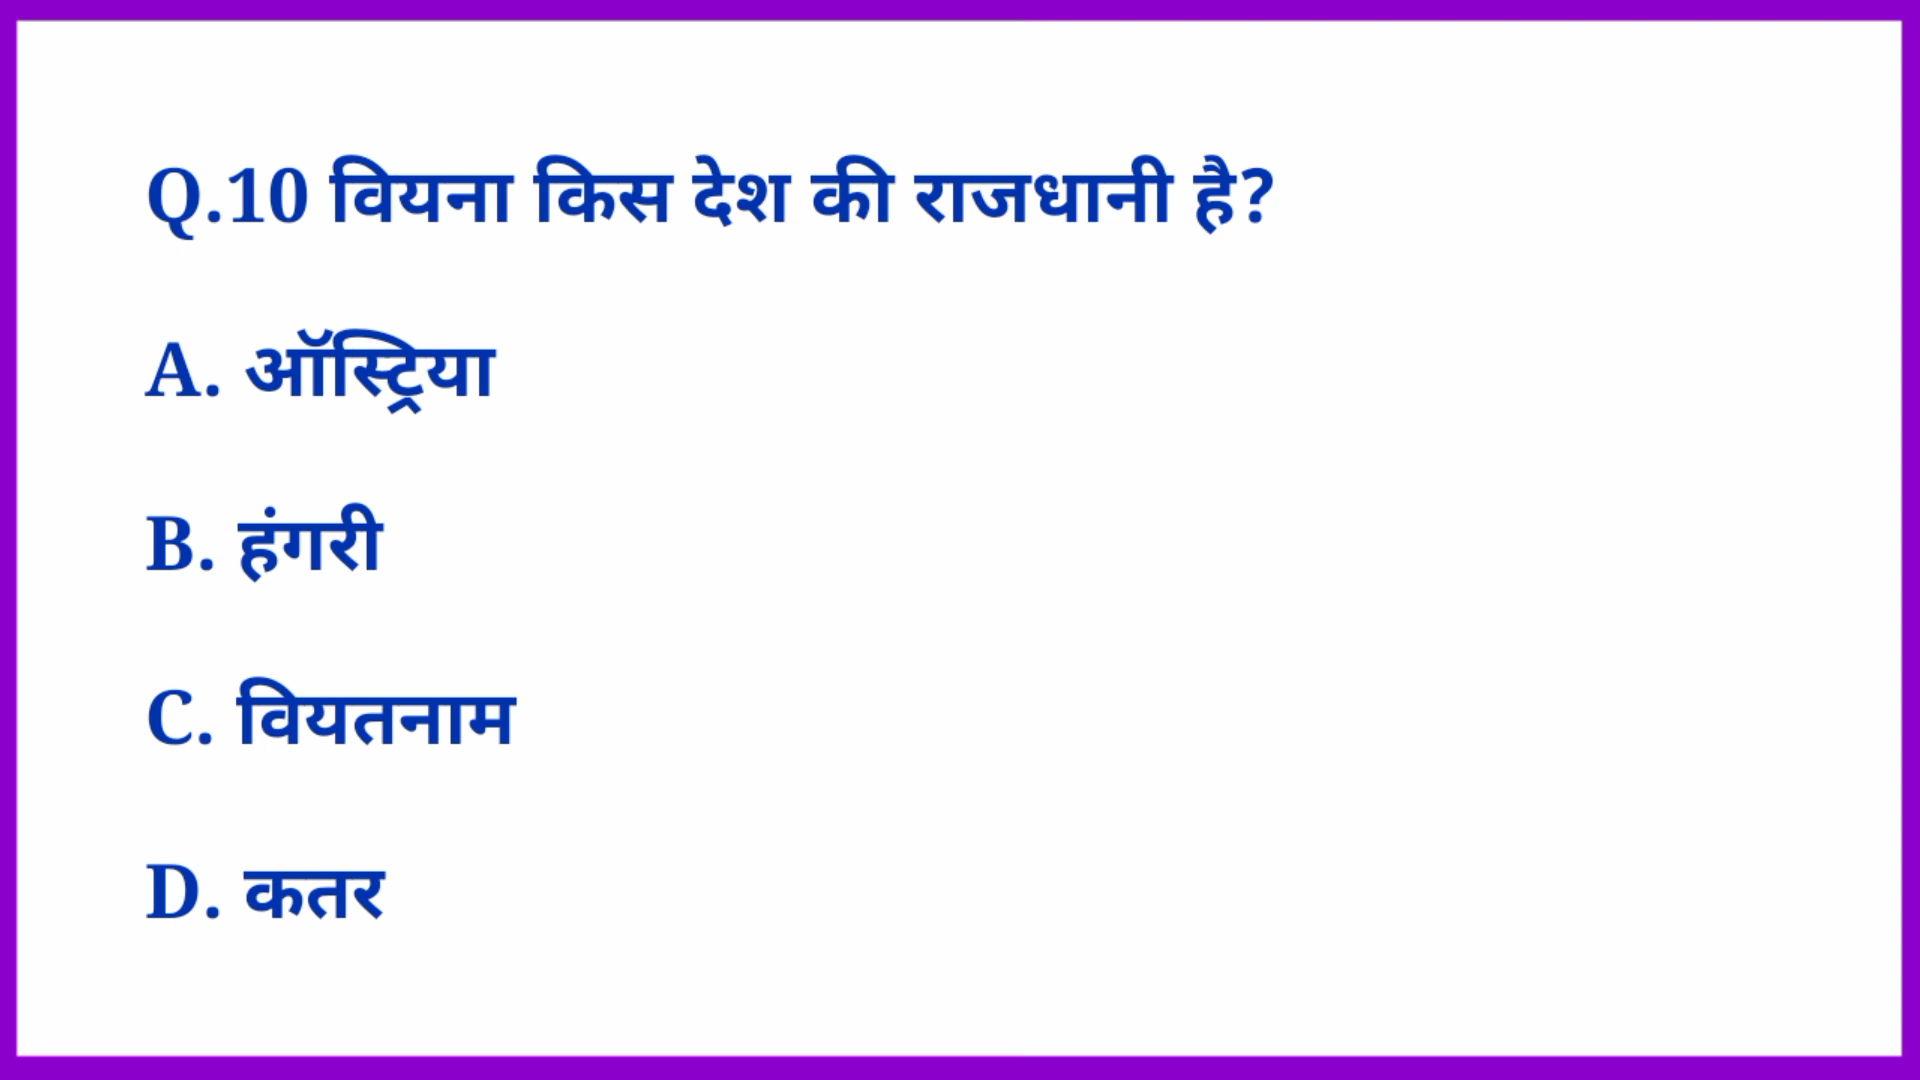 Q.10 वियना किस देश की राजधानी है?
A. ऑस्ट्रिया
B. हंगरी
C. वियतनाम
D. कतर